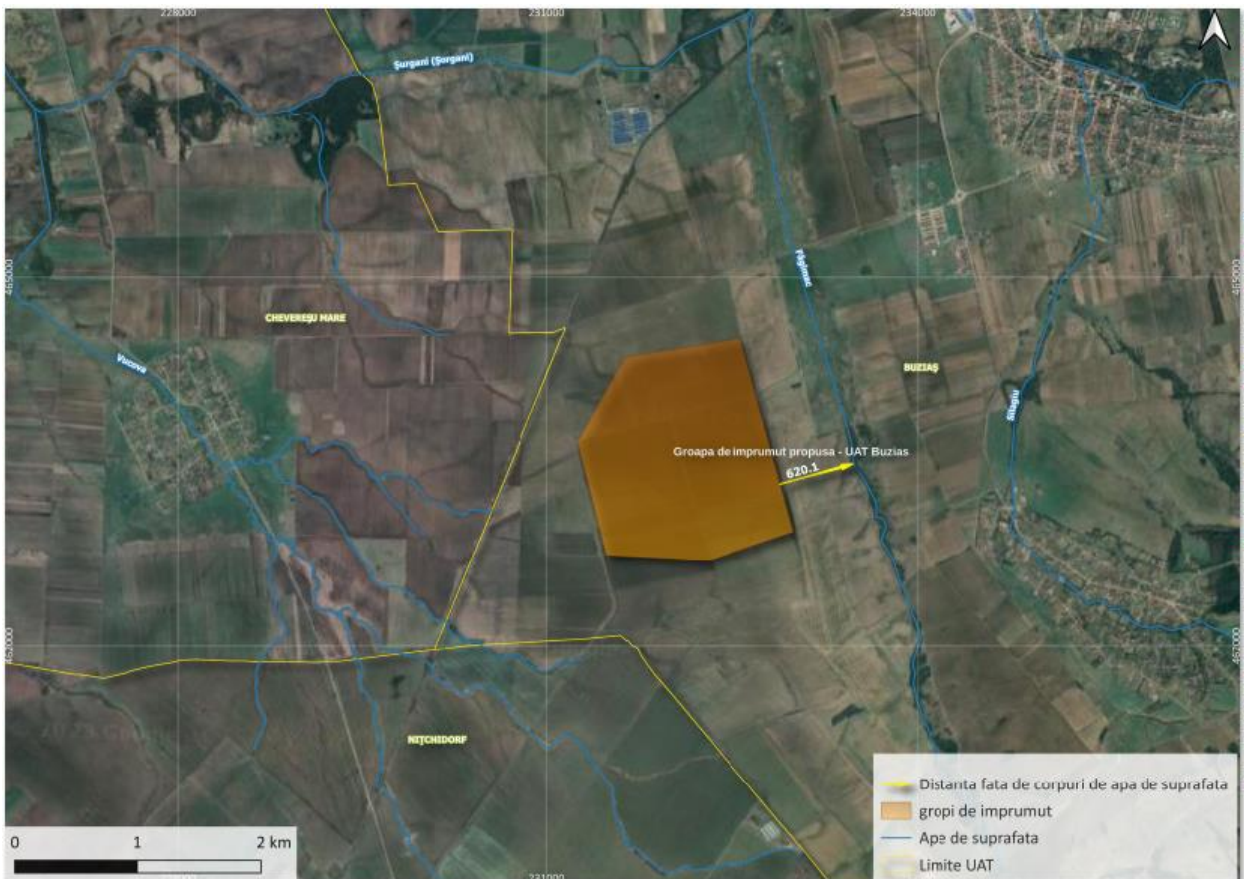 228000
231000
234000
Şurgani (Şorgani)
465000
465000
Făgimac
CHEVEREŞU MARE
Vucova
BUZIAŞ
Silagiu
Groapa de imprumut propusa - UAT Buzias
620.1
462000
462000
NIŢCHIDORF
Distanta fata de corpuri de apa de suprafata
gropi de imprumut
Ape de suprafata
Limite UAT
0 1 2 km
231000